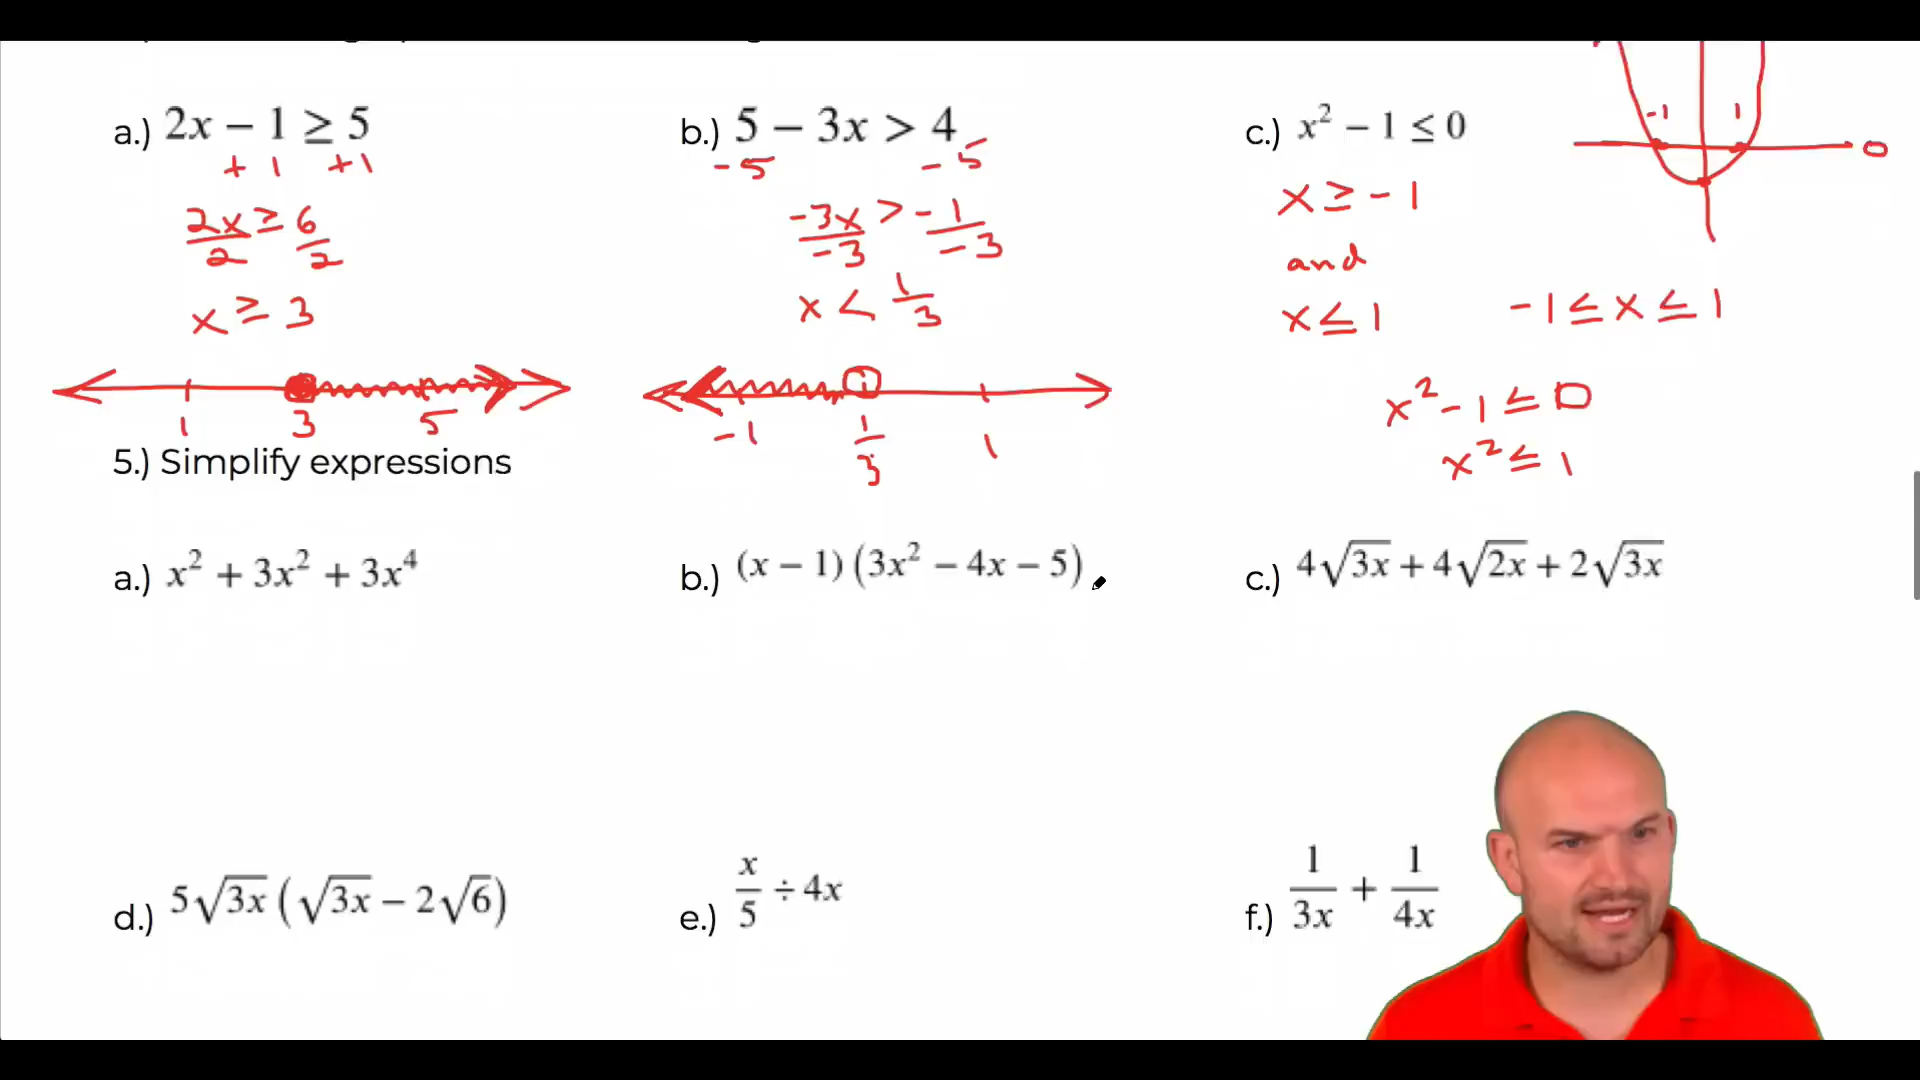 a.) 2x − 1 ≥ 5
+ 1 +1
2x ≥ 6
2 2
x ≥ 3
1 3 5
b.) 5 − 3x > 4
- 5 - 5
-3x > -1
-3 -3
x < 1/3
-1 1/3 1
c.) x² − 1 ≤ 0
-1 1 0
x ≥ -1
and
x ≤ 1 -1 ≤ x ≤ 1
x² - 1 ≤ 0
x² ≤ 1
5.) Simplify expressions
a.) x² + 3x² + 3x⁴
b.) (x − 1)(3x² − 4x − 5)
c.) 4√3x + 4√2x + 2√3x
d.) 5√3x (√3x − 2√6)
e.) x/5 ÷ 4x
f.) 1/3x + 1/4x